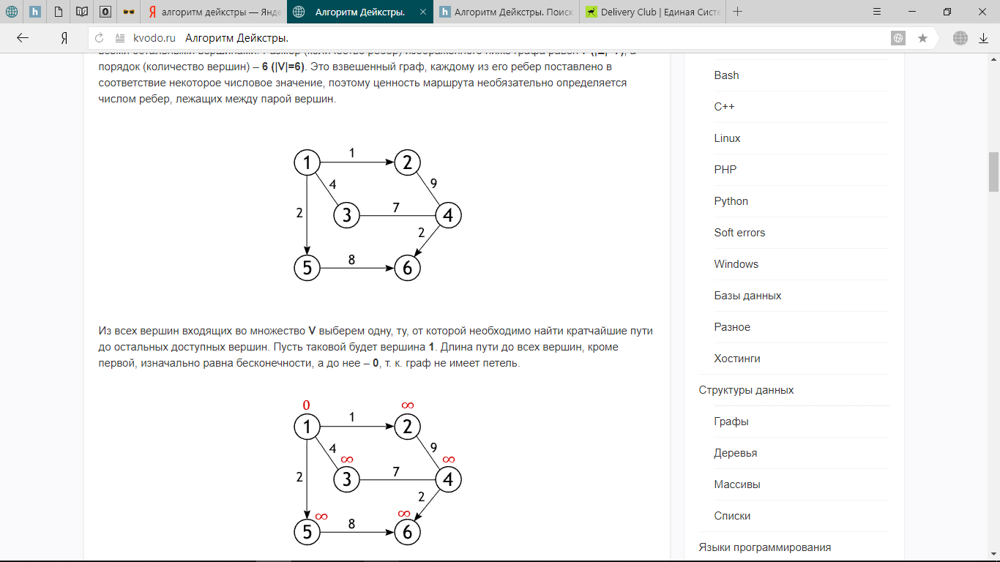 алгоритм дейкстры — Янде
Алгоритм Дейкстры.
Алгоритм Дейкстры. Поиск
Delivery Club | Единая Систе
kvodo.ru Алгоритм Дейкстры.
порядок (количество вершин) – 6 (|V|=6). Это взвешенный граф, каждому из его ребер поставлено в
соответствие некоторое числовое значение, поэтому ценность маршрута необязательно определяется
числом ребер, лежащих между парой вершин.
1 1 2
4 9
2 3 7 4
2
5 8 6
Из всех вершин входящих во множество V выберем одну, ту, от которой необходимо найти кратчайшие пути
до остальных доступных вершин. Пусть таковой будет вершина 1. Длина пути до всех вершин, кроме
первой, изначально равна бесконечности, а до нее – 0, т. к. граф не имеет петель.
0 ∞
1 1 2
4 9
∞ ∞
2 3 7 4
2
∞ ∞
5 8 6
Bash
C++
Linux
PHP
Python
Soft errors
Windows
Базы данных
Разное
Хостинги
Структуры данных
Графы
Деревья
Массивы
Списки
Языки программирования